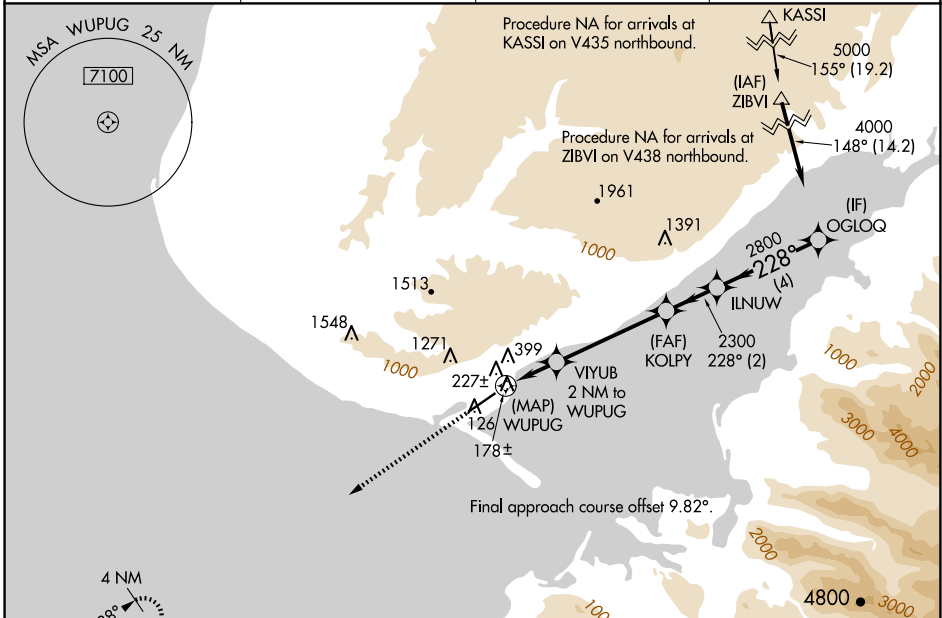 MSA WUPUG 25 NM
7100
Procedure NA for arrivals at
KASSI on V435 northbound.
KASSI
5000
155° (19.2)
(IAF)
ZIBVI
4000
148° (14.2)
Procedure NA for arrivals at
ZIBVI on V438 northbound.
1961
1391
1000
(IF)
OGLOQ
2800
228°
(4)
ILNUW
1513
1548
1271
399
1000
227±
(FAF)
KOLPY
2300
228° (2)
VIYUB
2 NM to
WUPUG
(MAP)
WUPUG
126
178±
1000
2000
3000
4000
Final approach course offset 9.82°.
2000
4 NM
4800
3000